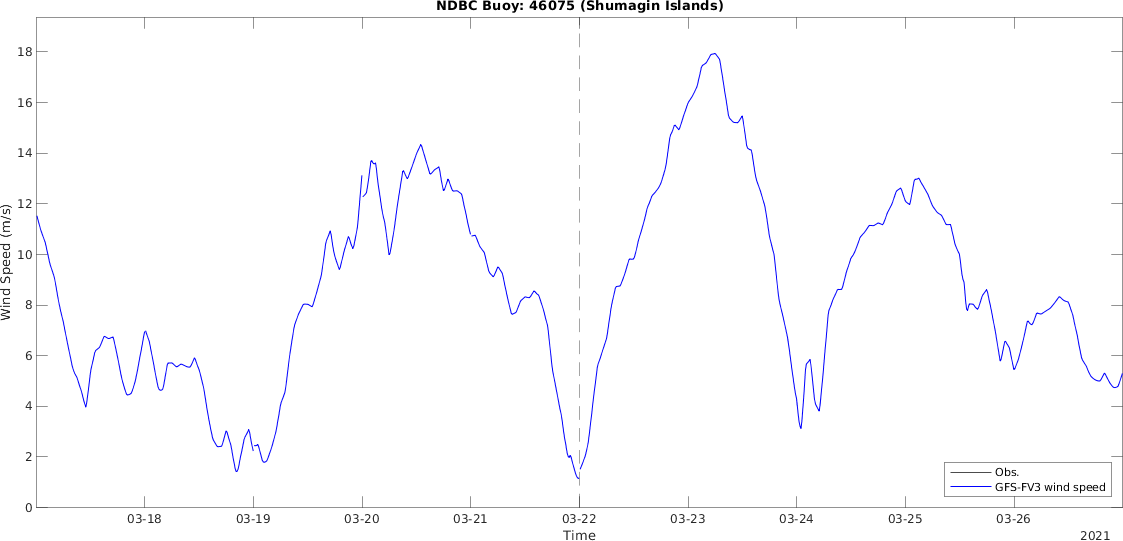 NDBC Buoy: 46075 (Shumagin Islands)
Wind Speed (m/s)
18
16
14
12
10
8
6
4
2
0
Obs.
GFS-FV3 wind speed
03-18 03-19 03-20 03-21 03-22 03-23 03-24 03-25 03-26
Time
2021